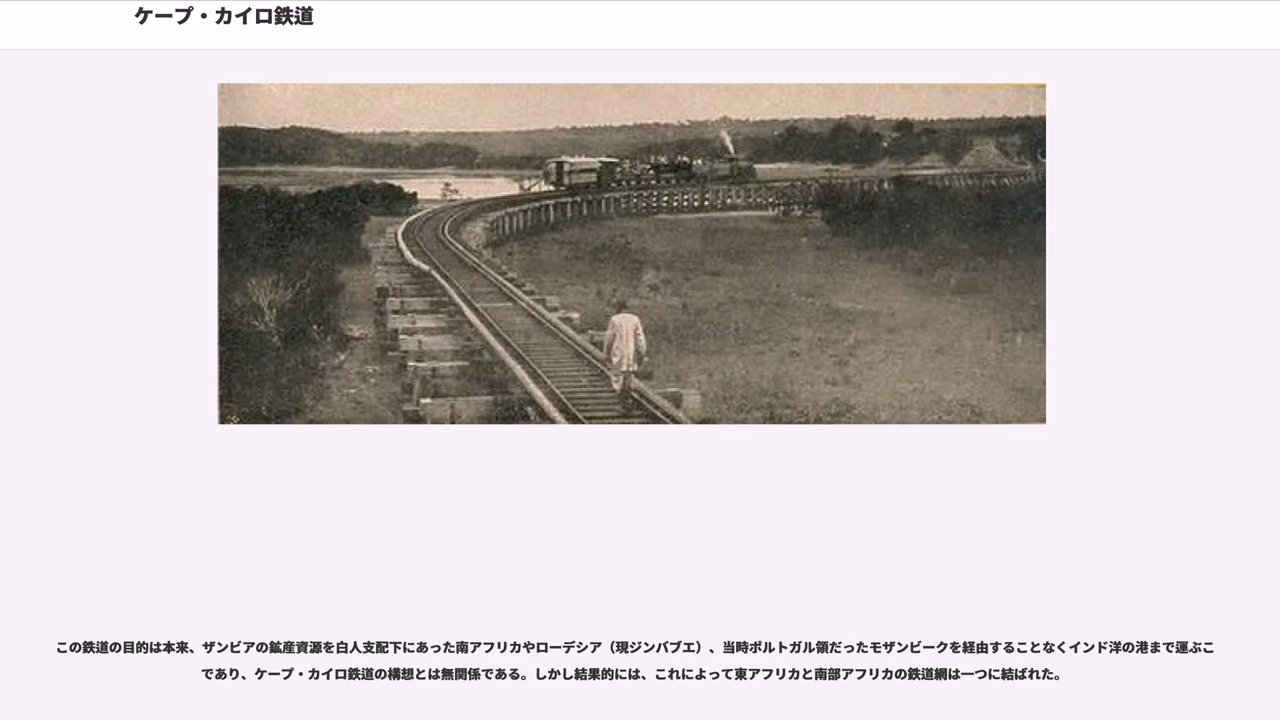 ケープ・カイロ鉄道
この鉄道の目的は本来、ザンビアの鉱産資源を白人支配下にあった南アフリカやローデシア（現ジンバブエ）、当時ポルトガル領だったモザンビークを経由することなくインド洋の港まで運ぶこ
であり、ケープ・カイロ鉄道の構想とは無関係である。しかし結果的には、これによって東アフリカと南部アフリカの鉄道網は一つに結ばれた。